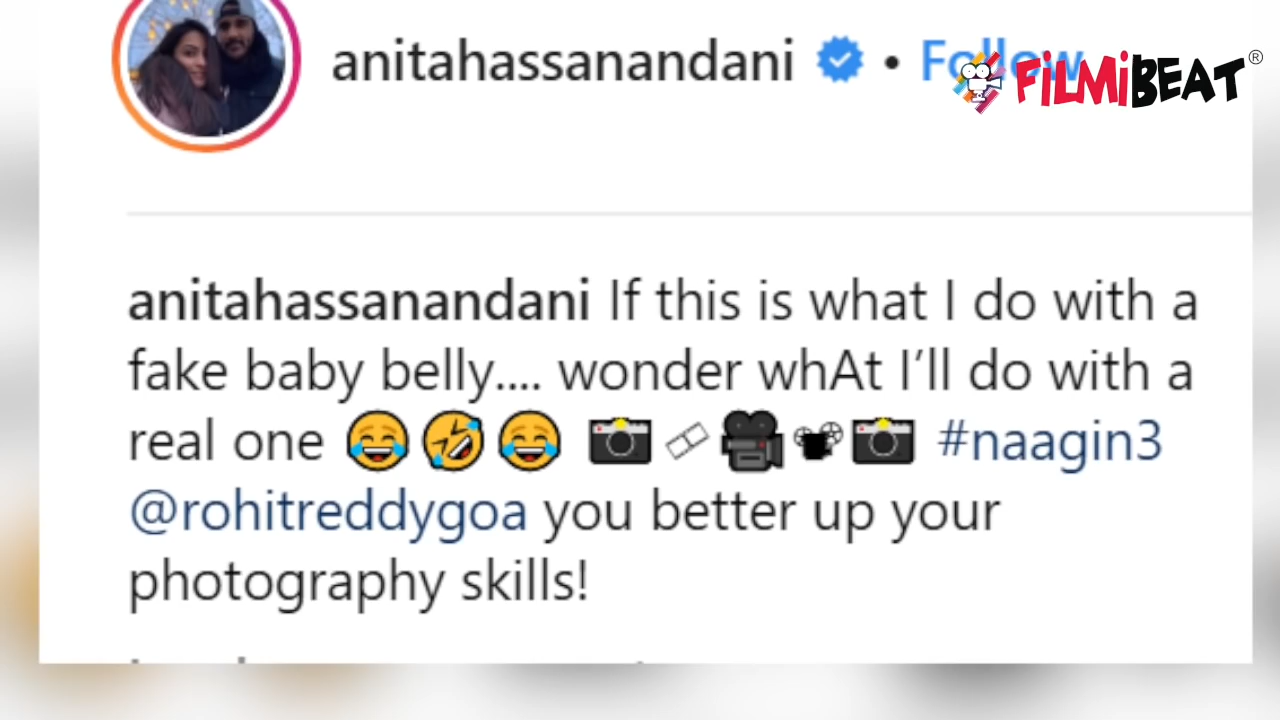 anitahassanandani • Follow
FiLMiBEAT®
anitahassanandani If this is what I do with a
fake baby belly.... wonder whAt I’ll do with a
real one 😂🤣😂 📷🎞🎥📽📸 #naagin3
@rohitreddygoa you better up your
photography skills!